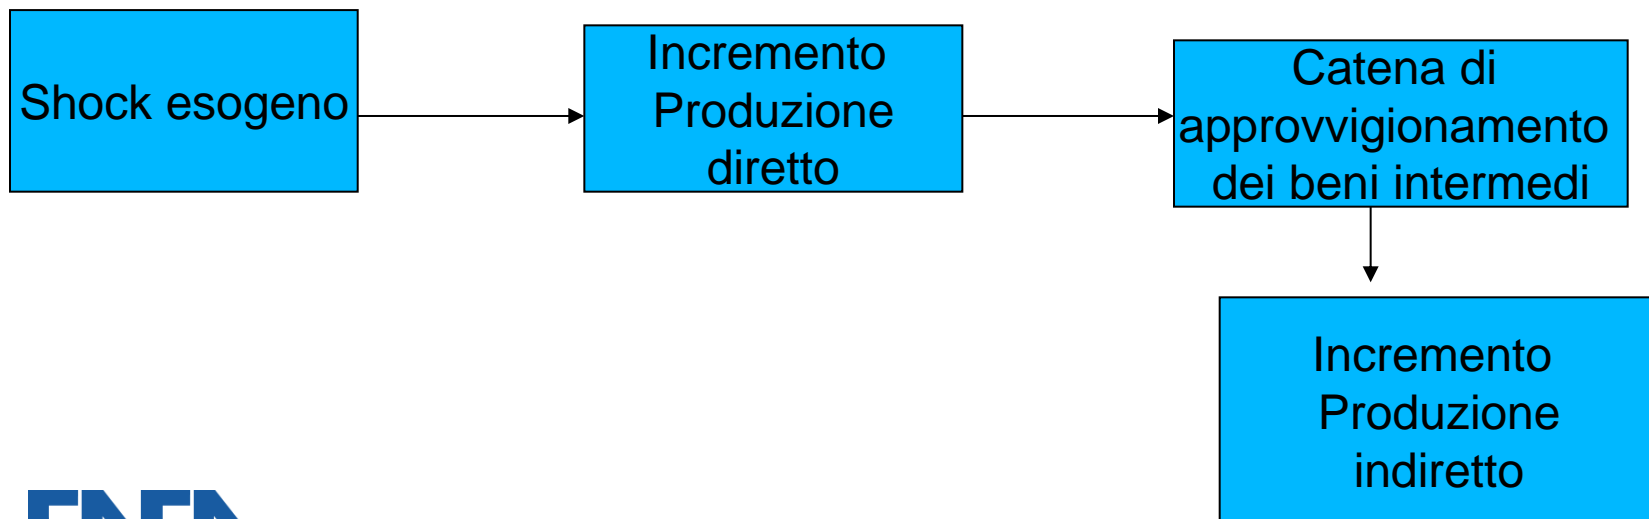 Shock esogeno
Incremento
Produzione
diretto
Catena di
approvvigionamento
dei beni intermedi
Incremento
Produzione
indiretto